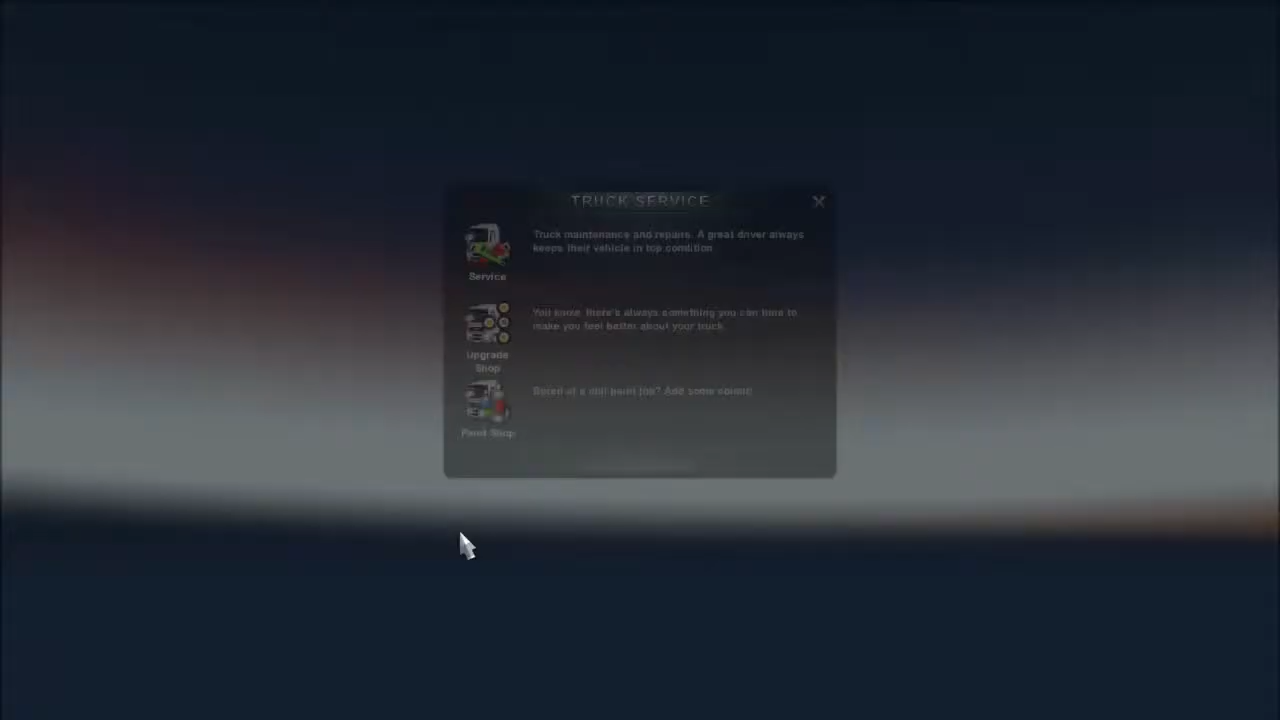 TRUCK SERVICE
Truck maintenance and repairs. A great driver always
keeps their vehicle in top condition.
Service
You know, there's always something you can tune to
make you feel better about your truck.
Upgrade
Shop
Bored of a dull paint job? Add some colors!
Paint Shop